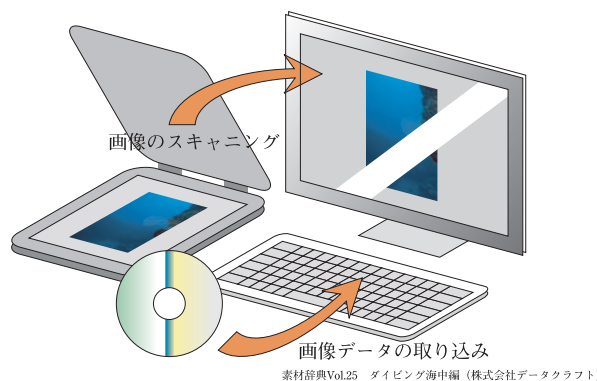 画像のスキャニング
画像データの取り込み
素材辞典Vol.25　ダイビング海中編（株式会社データクラフト